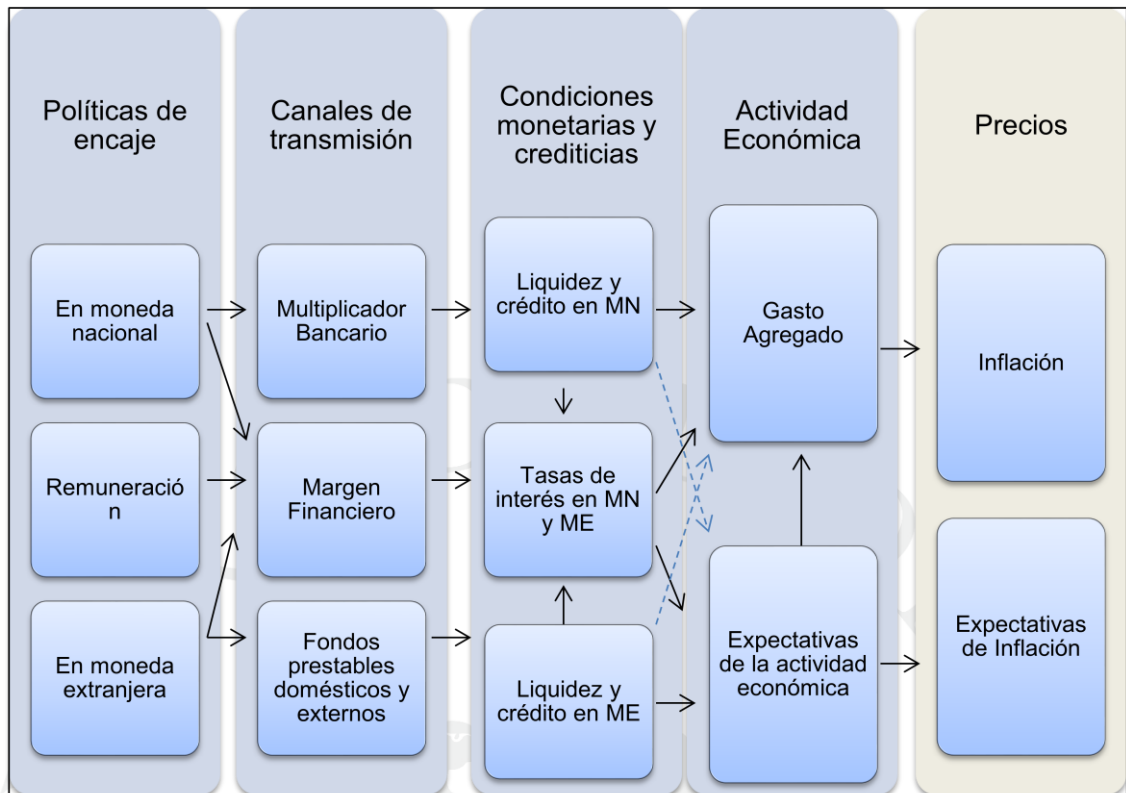 Políticas de
encaje
Canales de
transmisión
Condiciones
monetarias y
crediticias
Actividad
Económica
Precios
En moneda
nacional
Remuneració
n
En moneda
extranjera
Multiplicador
Bancario
Margen
Financiero
Fondos
prestables
domésticos y
externos
Liquidez y
crédito en MN
Tasas de
interés en MN
y ME
Liquidez y
crédito en ME
Gasto
Agregado
Expectativas
de la actividad
económica
Inflación
Expectativas
de Inflación